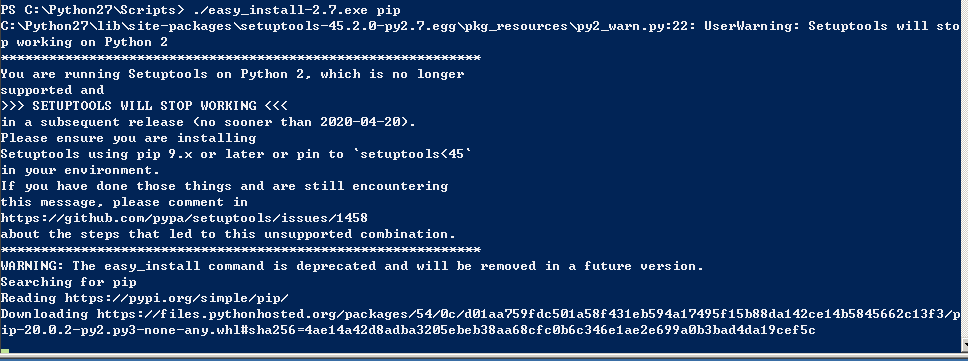 PS C:\Python27\Scripts> ./easy_install-2.7.exe pip
C:\Python27\lib\site-packages\setuptools-45.2.0-py2.7.egg\pkg_resources\py2_warn.py:22: UserWarning: Setuptools will sto
p working on Python 2
************************************************************
You are running Setuptools on Python 2, which is no longer
supported and
>>> SETUPTOOLS WILL STOP WORKING <<<
in a subsequent release (no sooner than 2020-04-20).
Please ensure you are installing
Setuptools using pip 9.x or later or pin to `setuptools<45`
in your environment.
If you have done those things and are still encountering
this message, please comment in
https://github.com/pypa/setuptools/issues/1458
about the steps that led to this unsupported combination.
************************************************************
WARNING: The easy_install command is deprecated and will be removed in a future version.
Searching for pip
Reading https://pypi.org/simple/pip/
Downloading https://files.pythonhosted.org/packages/54/0c/d01aa759fdc501a58f431eb594a17495f15b88da142ce14b5845662c13f3/p
ip-20.0.2-py2.py3-none-any.whl#sha256=4ae14a42d8adba3205ebeb38aa68cfc0b6c346e1ae2e699a0b3bad4da19cef5c